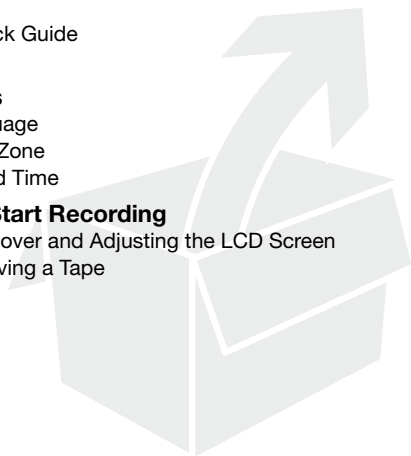 ck Guide
s
uage
Zone
d Time
Start Recording
over and Adjusting the LCD Screen
ving a Tape